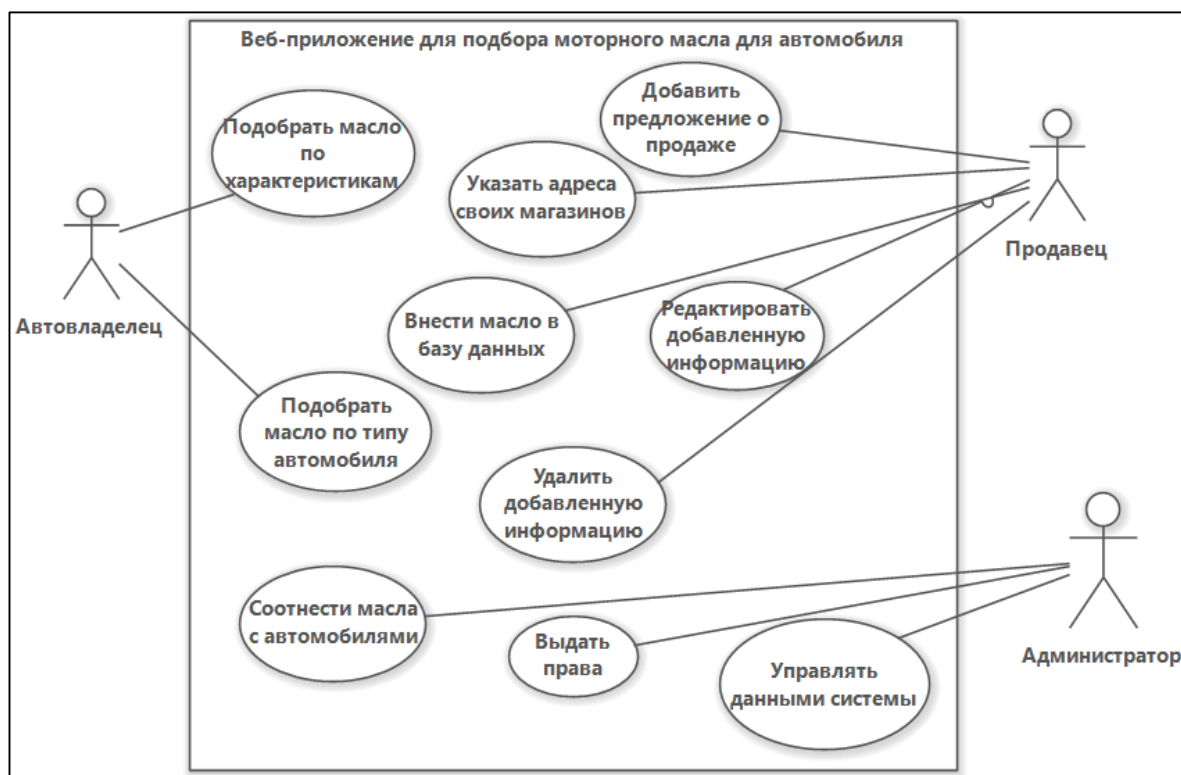 Веб-приложение для подбора моторного масла для автомобиля
Подобрать масло
по
характеристикам
Добавить
предложение о
продаже
Указать адреса
своих магазинов
Продавец
Автовладелец
Внести масло в
базу данных
Редактировать
добавленную
информацию
Подобрать
масло по типу
автомобиля
Удалить
добавленную
информацию
Соотнести масла
с автомобилями
Выдать
права
Управлять
данными системы
Администратор